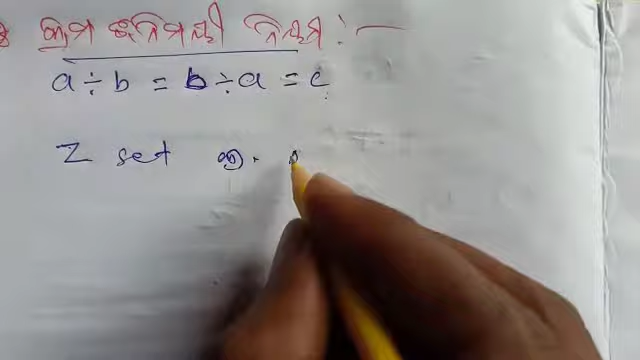 କ୍ରମ ବିନିମୟୀ ନିୟମ :—
a ÷ b = b ÷ a = c
Z set ର